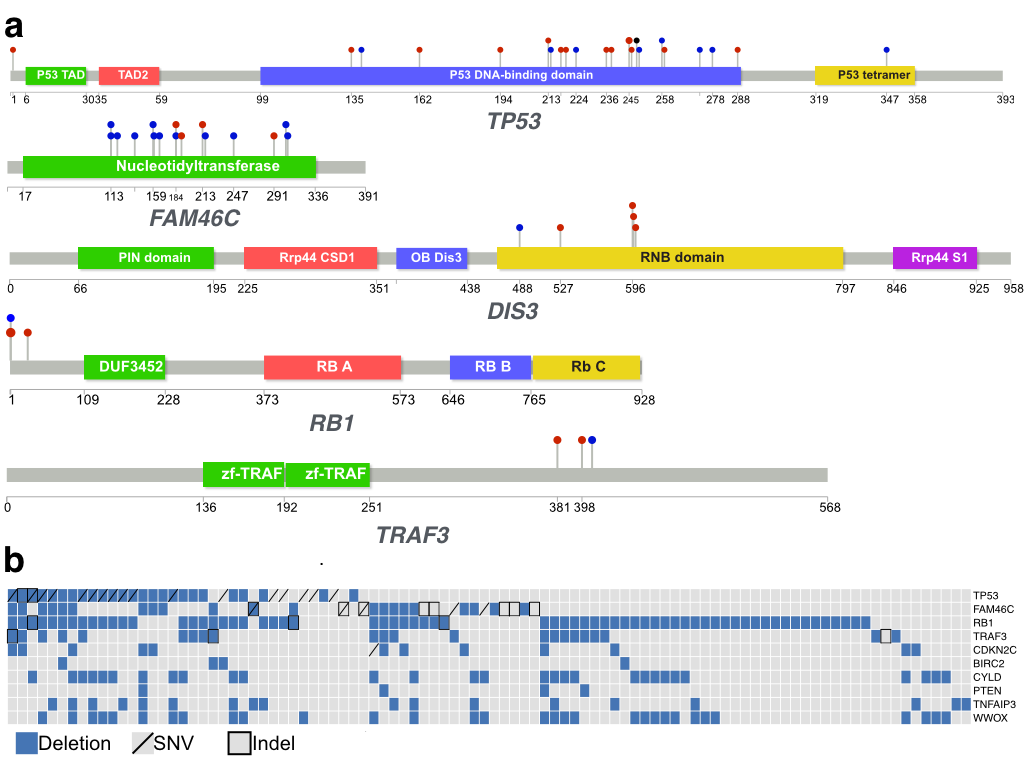 a
P53 TAD TAD2 P53 DNA-binding domain P53 tetramer
1 6 3035 59 99 135 162 194 213 224 236 245 258 278 288 319 347 358 393
TP53
Nucleotidyltransferase
17 113 159 184 213 247 291 336 391
FAM46C
PIN domain Rrp44 CSD1 OB Dis3 RNB domain Rrp44 S1
0 66 195 225 351 438 488 527 596 797 846 925 958
DIS3
DUF3452 RB A RB B Rb C
1 109 228 373 573 646 765 928
RB1
zf-TRAF zf-TRAF
0 136 192 251 381 398 568
TRAF3
b
TP53
FAM46C
RB1
TRAF3
CDKN2C
BIRC2
CYLD
PTEN
TNFAIP3
WWOX
Deletion SNV Indel